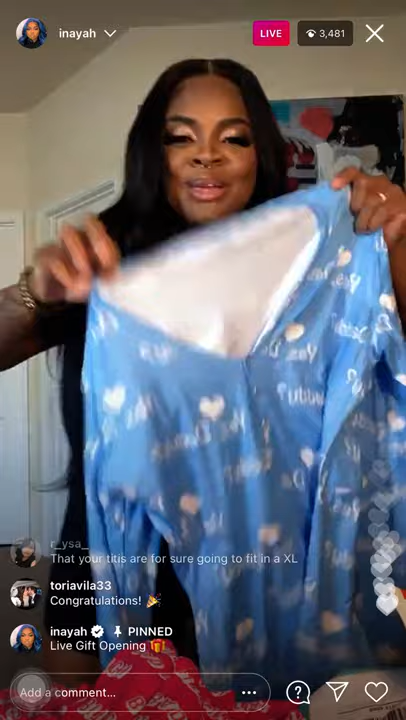 inayah
LIVE
3,481
r_ysa_
That your titis are for sure going to fit in a XL
toriavila33
Congratulations! 🎉
inayah PINNED
Live Gift Opening 🎁
Add a comment...